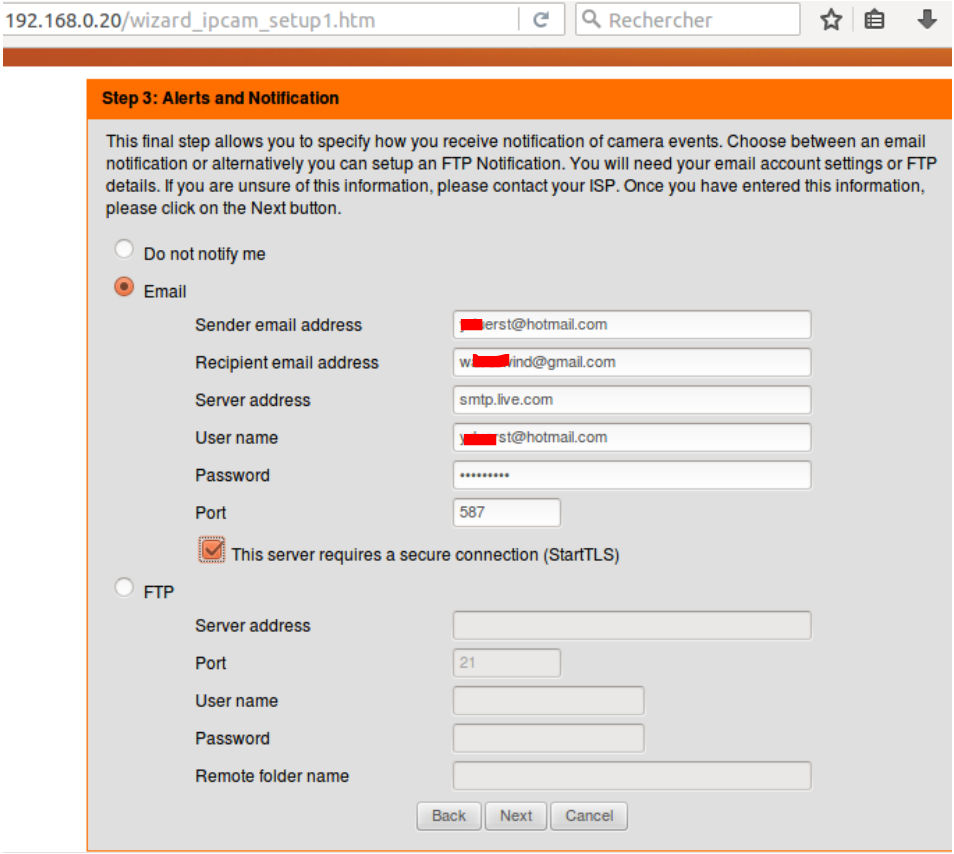 192.168.0.20/wizard_ipcam_setup1.htm
Rechercher
Step 3: Alerts and Notification
This final step allows you to specify how you receive notification of camera events. Choose between an email
notification or alternatively you can setup an FTP Notification. You will need your email account settings or FTP
details. If you are unsure of this information, please contact your ISP. Once you have entered this information,
please click on the Next button.
Do not notify me
Email
Sender email address erst@hotmail.com
Recipient email address wa ind@gmail.com
Server address smtp.live.com
User name st@hotmail.com
Password •••••••••
Port 587
This server requires a secure connection (StartTLS)
FTP
Server address
Port 21
User name
Password
Remote folder name
Back Next Cancel